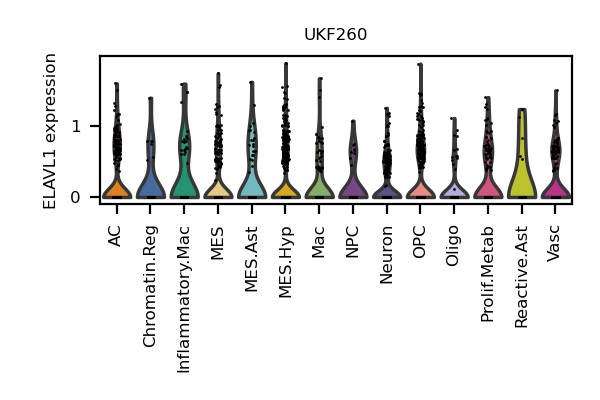 UKF260
ELAVL1 expression
1
0
AC
Chromatin.Reg
Inflammatory.Mac
MES
MES.Ast
MES.Hyp
Mac
NPC
Neuron
OPC
Oligo
Prolif.Metab
Reactive.Ast
Vasc